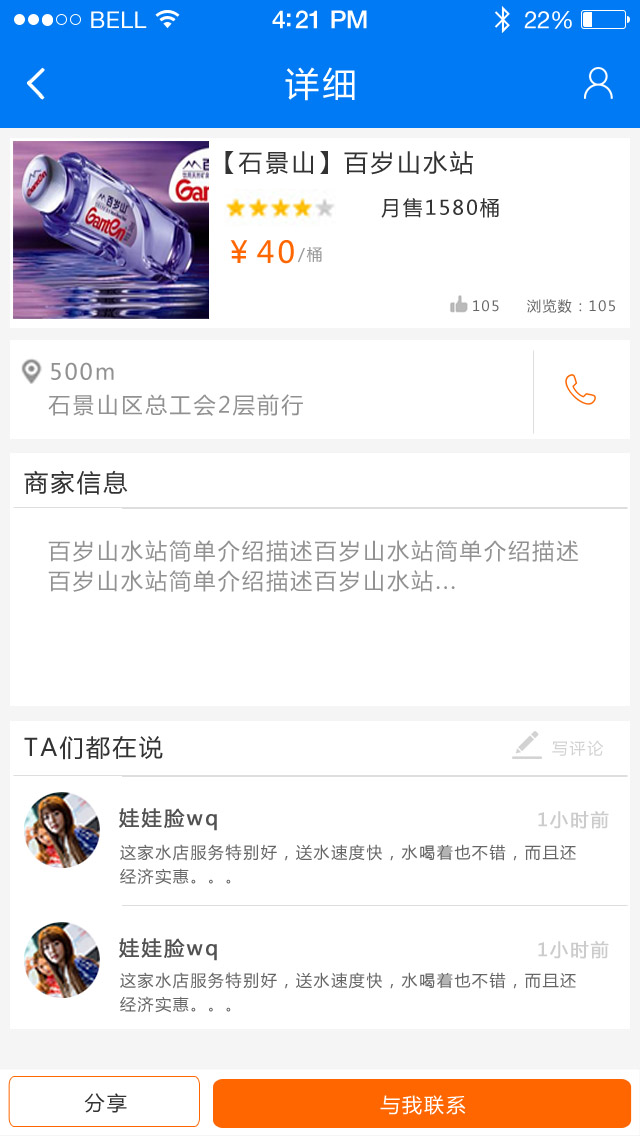 BELL 4:21 PM 22%
详细
百岁山
Ganten
Gan
【石景山】百岁山水站
月售1580桶
¥ 40/桶
105 浏览数：105
500m
石景山区总工会2层前行
商家信息
百岁山水站简单介绍描述百岁山水站简单介绍描述
百岁山水站简单介绍描述百岁山水站...
TA们都在说 写评论
娃娃脸wq 1小时前
这家水店服务特别好，送水速度快，水喝着也不错，而且还
经济实惠。。。
娃娃脸wq 1小时前
这家水店服务特别好，送水速度快，水喝着也不错，而且还
经济实惠。。。
分享 与我联系